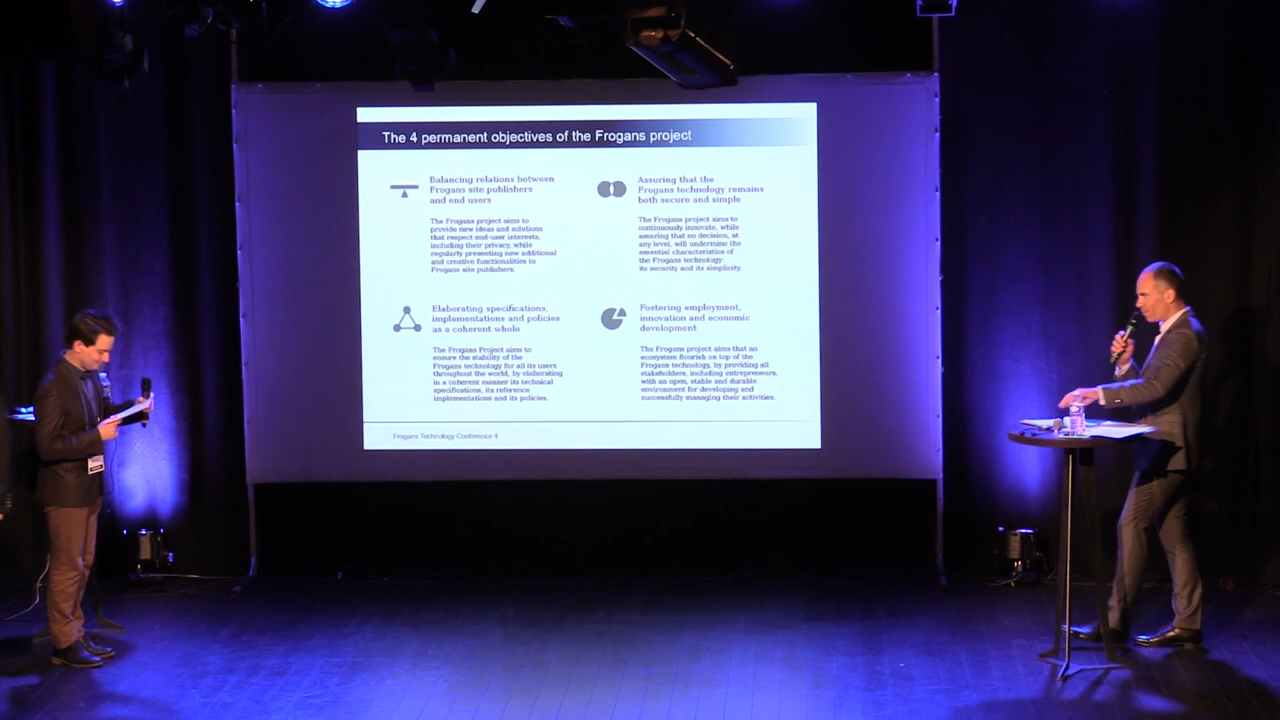 The 4 permanent objectives of the Frogans project
Balancing relations between
Frogans site publishers
and end users
The Frogans project aims to
provide new ideas and solutions
that respect end-user interests,
including their privacy, while
regularly presenting new additional
and creative functionalities to
Frogans site publishers.
Assuring that the
Frogans technology remains
both secure and simple
The Frogans project aims to
continuously innovate, while
assuring that no decision, at
any level, will undermine the
essential characteristics of
the Frogans technology:
its security and its simplicity.
Elaborating specifications,
implementations and policies
as a coherent whole
The Frogans Project aims to
ensure the stability of the
Frogans technology for all its users
throughout the world, by elaborating
in a coherent manner its technical
specifications, its reference
implementations and its policies.
Fostering employment,
innovation and economic
development
The Frogans project aims that an
ecosystem flourish on top of the
Frogans technology, by providing all
stakeholders, including entrepreneurs,
with an open, stable and durable
environment for developing and
successfully managing their activities.
Frogans Technology Conference 4